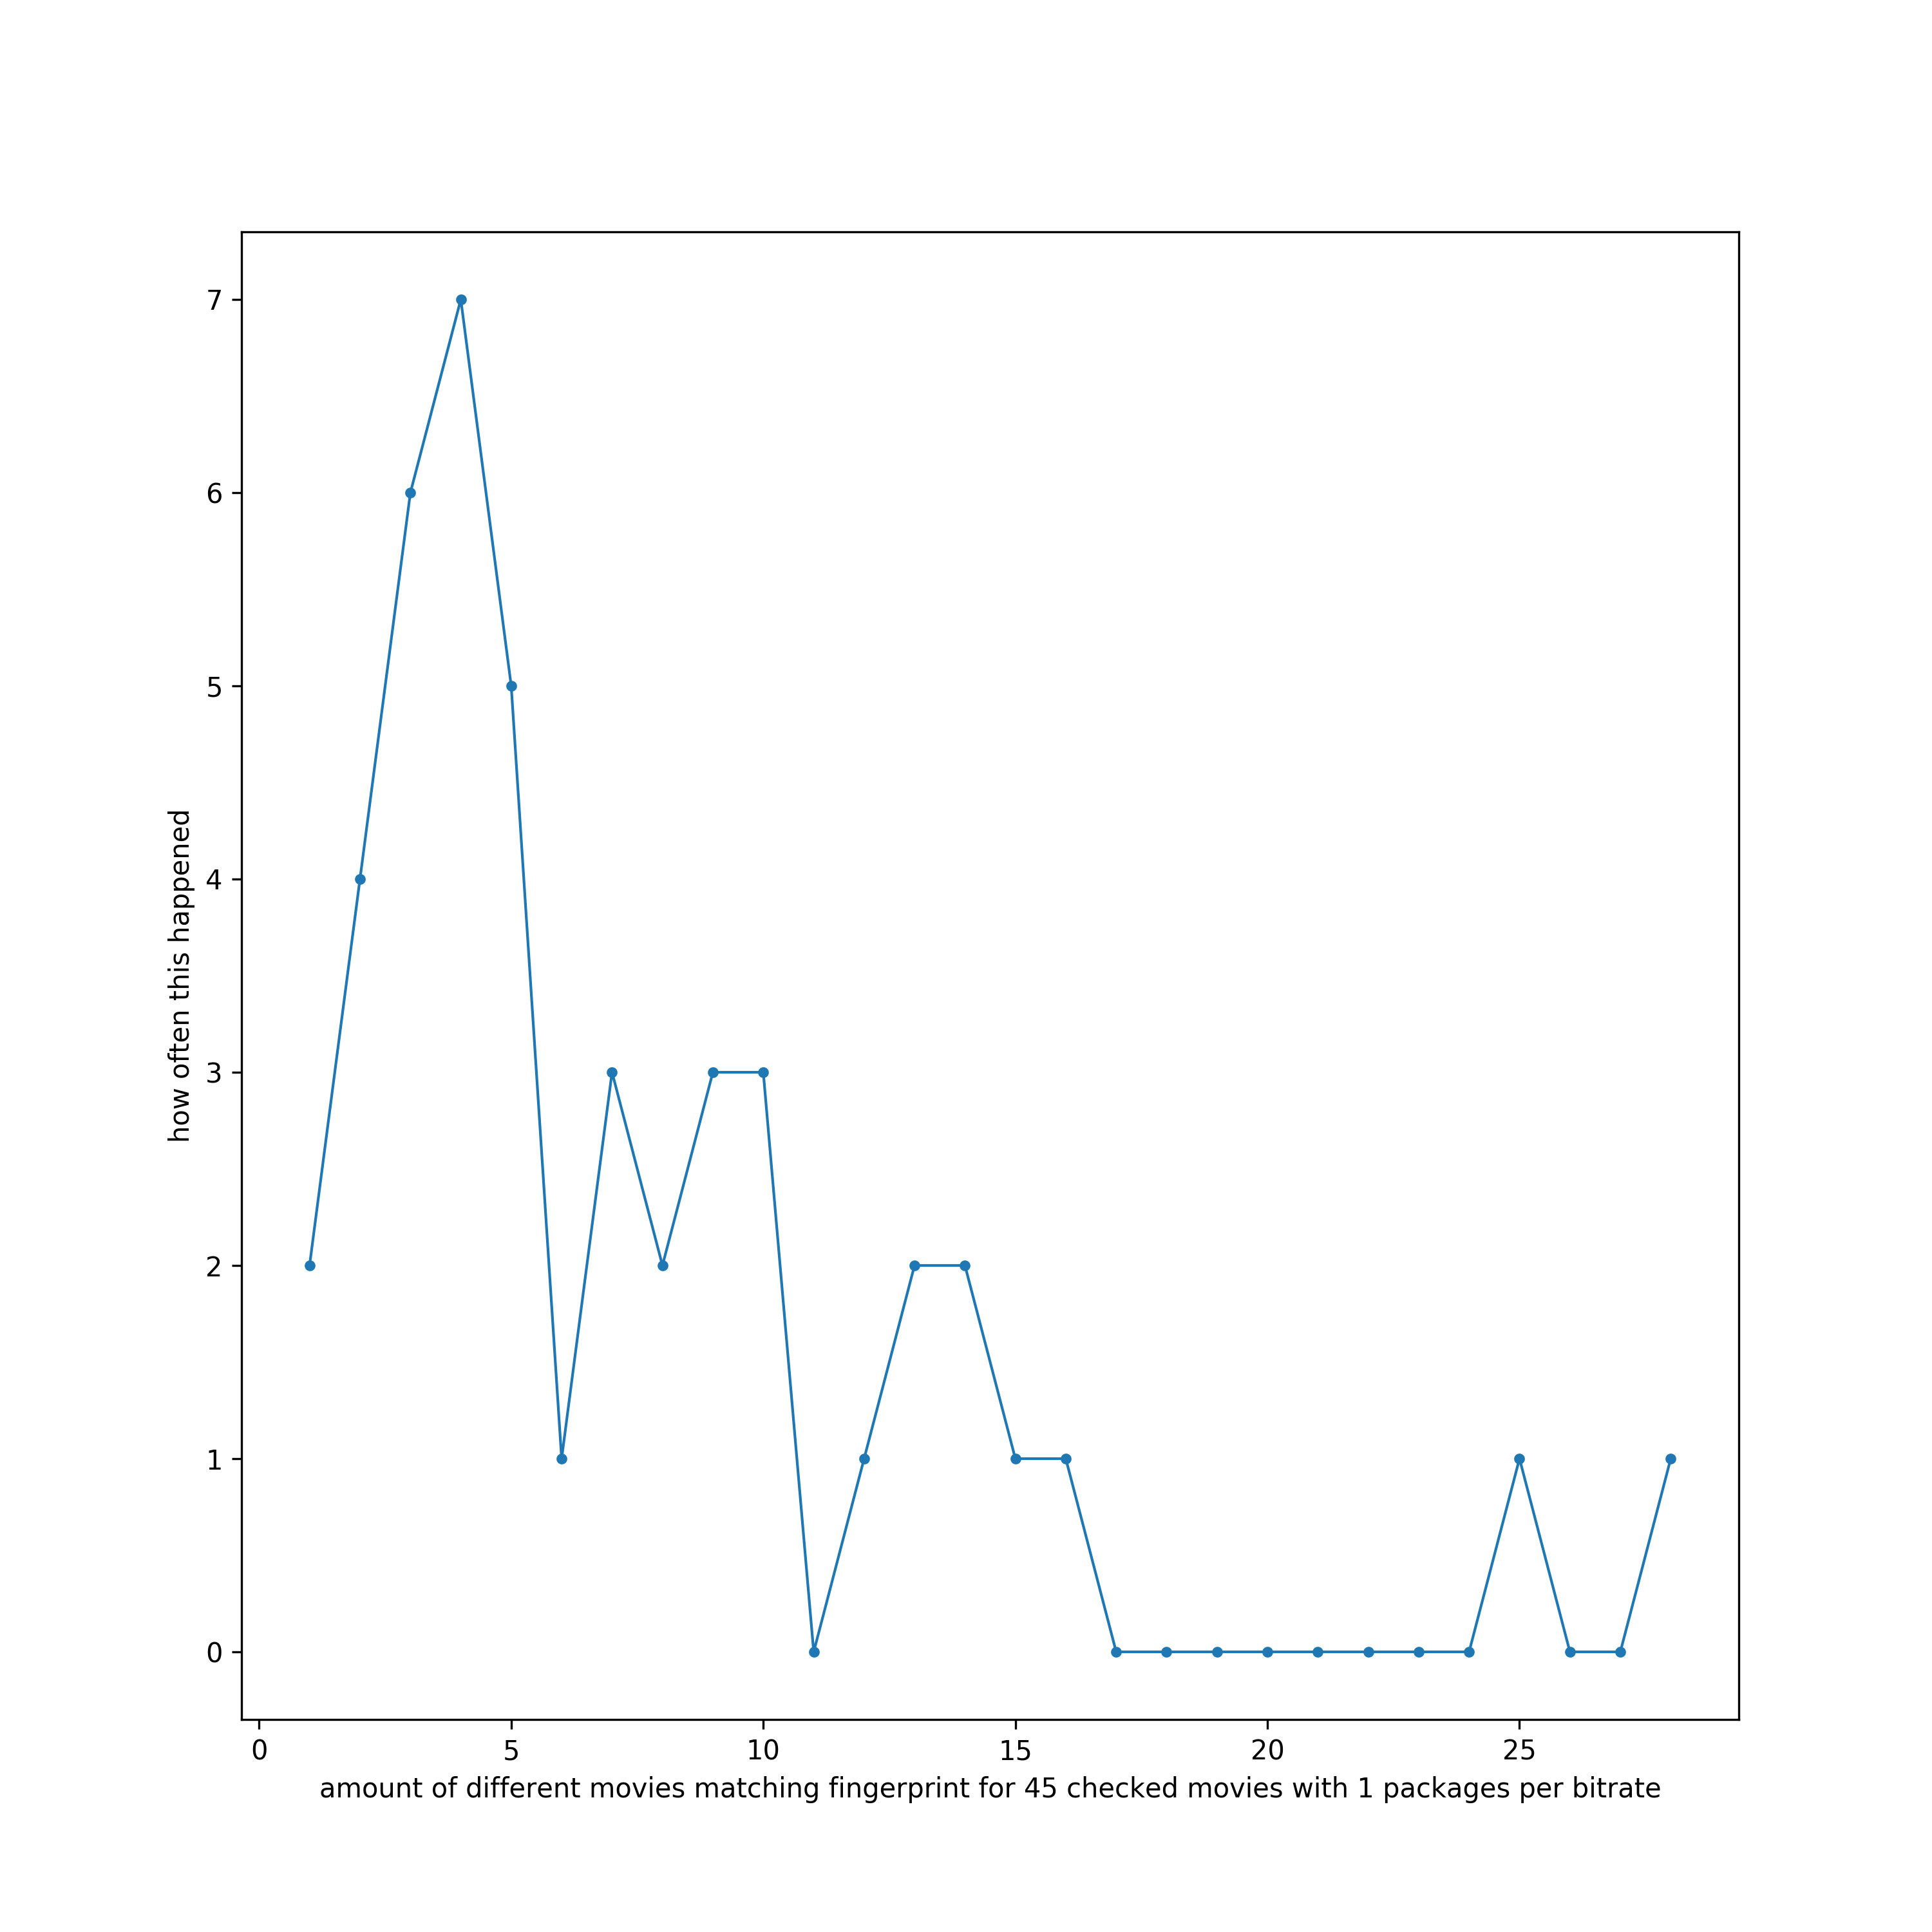 7
6
5
4
3
2
1
0
how often this happened
0 5 10 15 20 25
amount of different movies matching fingerprint for 45 checked movies with 1 packages per bitrate